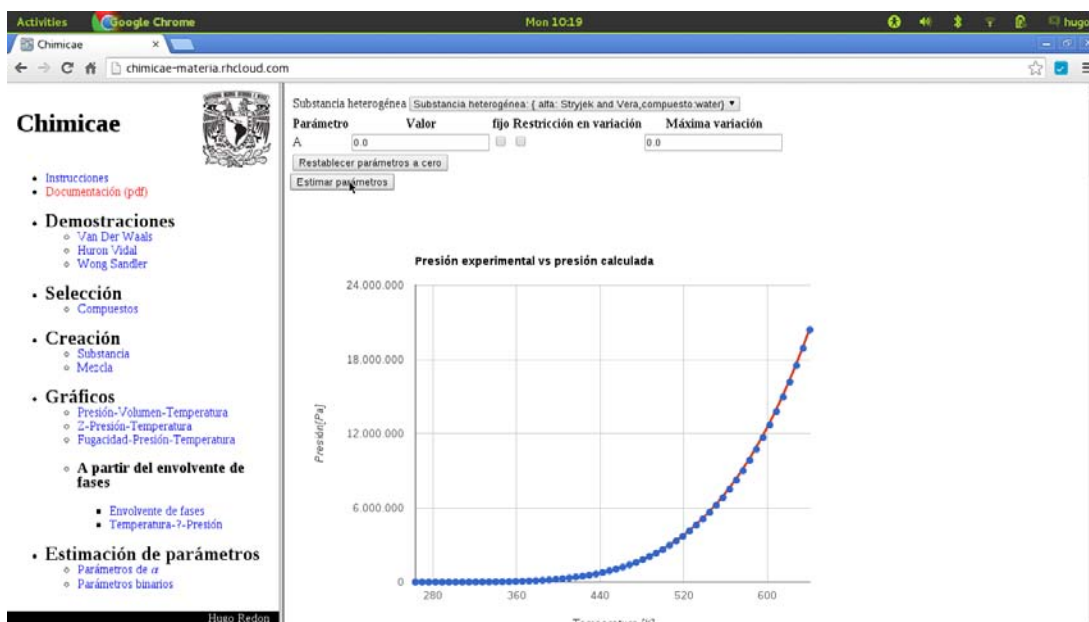 Activities Google Chrome Mon 10:19 hugo
Chimicae
chimicae-materia.rhcloud.com
Chimicae
Instrucciones
Documentación (pdf)
Demostraciones
Van Der Waals
Huron Vidal
Wong Sandler
Selección
Compuestos
Creación
Substancia
Mezcla
Gráficos
Presión-Volumen-Temperatura
Z-Presión-Temperatura
Fugacidad-Presión-Temperatura
A partir del envolvente de
fases
Envolvente de fases
Temperatura-?-Presión
Estimación de parámetros
Parámetros de α
Parámetros binarios
Hugo Redon
Substancia heterogénea Substancia heterogénea: { alfa: Stryjek and Vera,compuesto:water}
Parámetro Valor fijo Restricción en variación Máxima variación
A 0.0 0.0
Restablecer parámetros a cero
Estimar parámetros
Presión experimental vs presión calculada
24.000.000
18.000.000
12.000.000
6.000.000
0
Presión[Pa]
280 360 440 520 600
Temperatura [K]